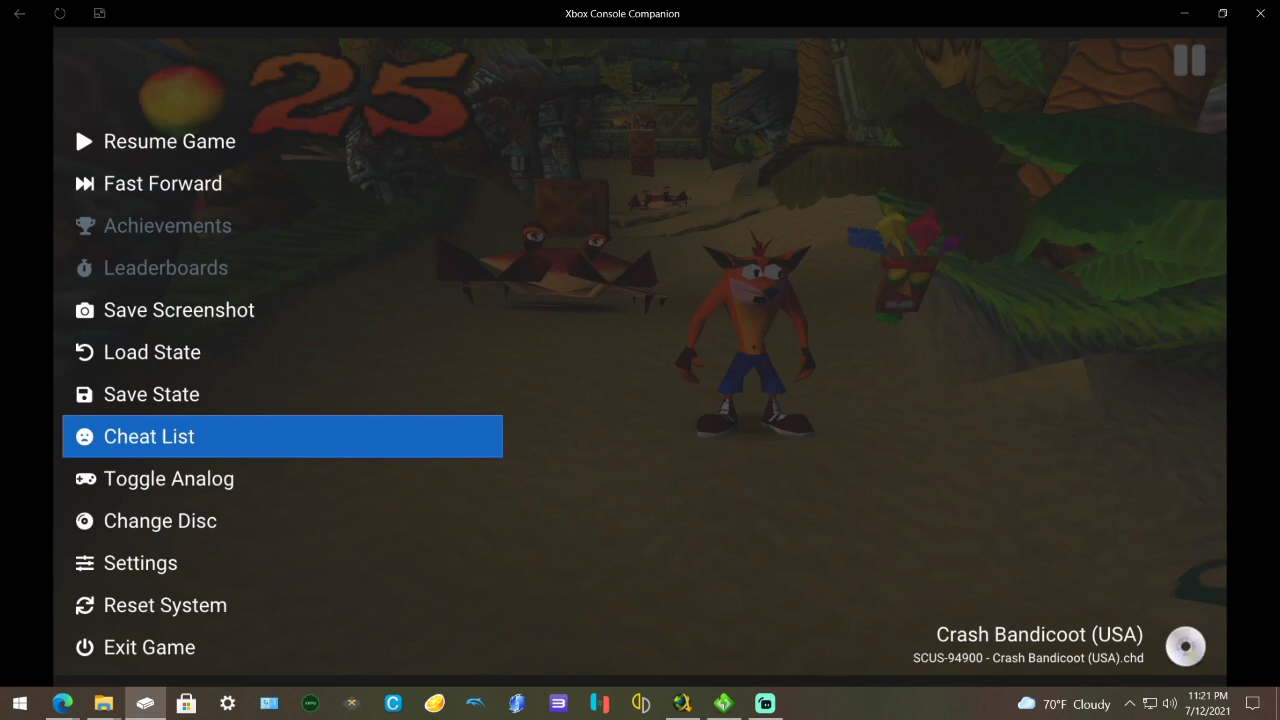 Xbox Console Companion
25
Resume Game
Fast Forward
Achievements
Leaderboards
Save Screenshot
Load State
Save State
Cheat List
Toggle Analog
Change Disc
Settings
Reset System
Exit Game
Crash Bandicoot (USA)
SCUS-94900 - Crash Bandicoot (USA).chd
70°F Cloudy
11:21 PM
7/12/2021